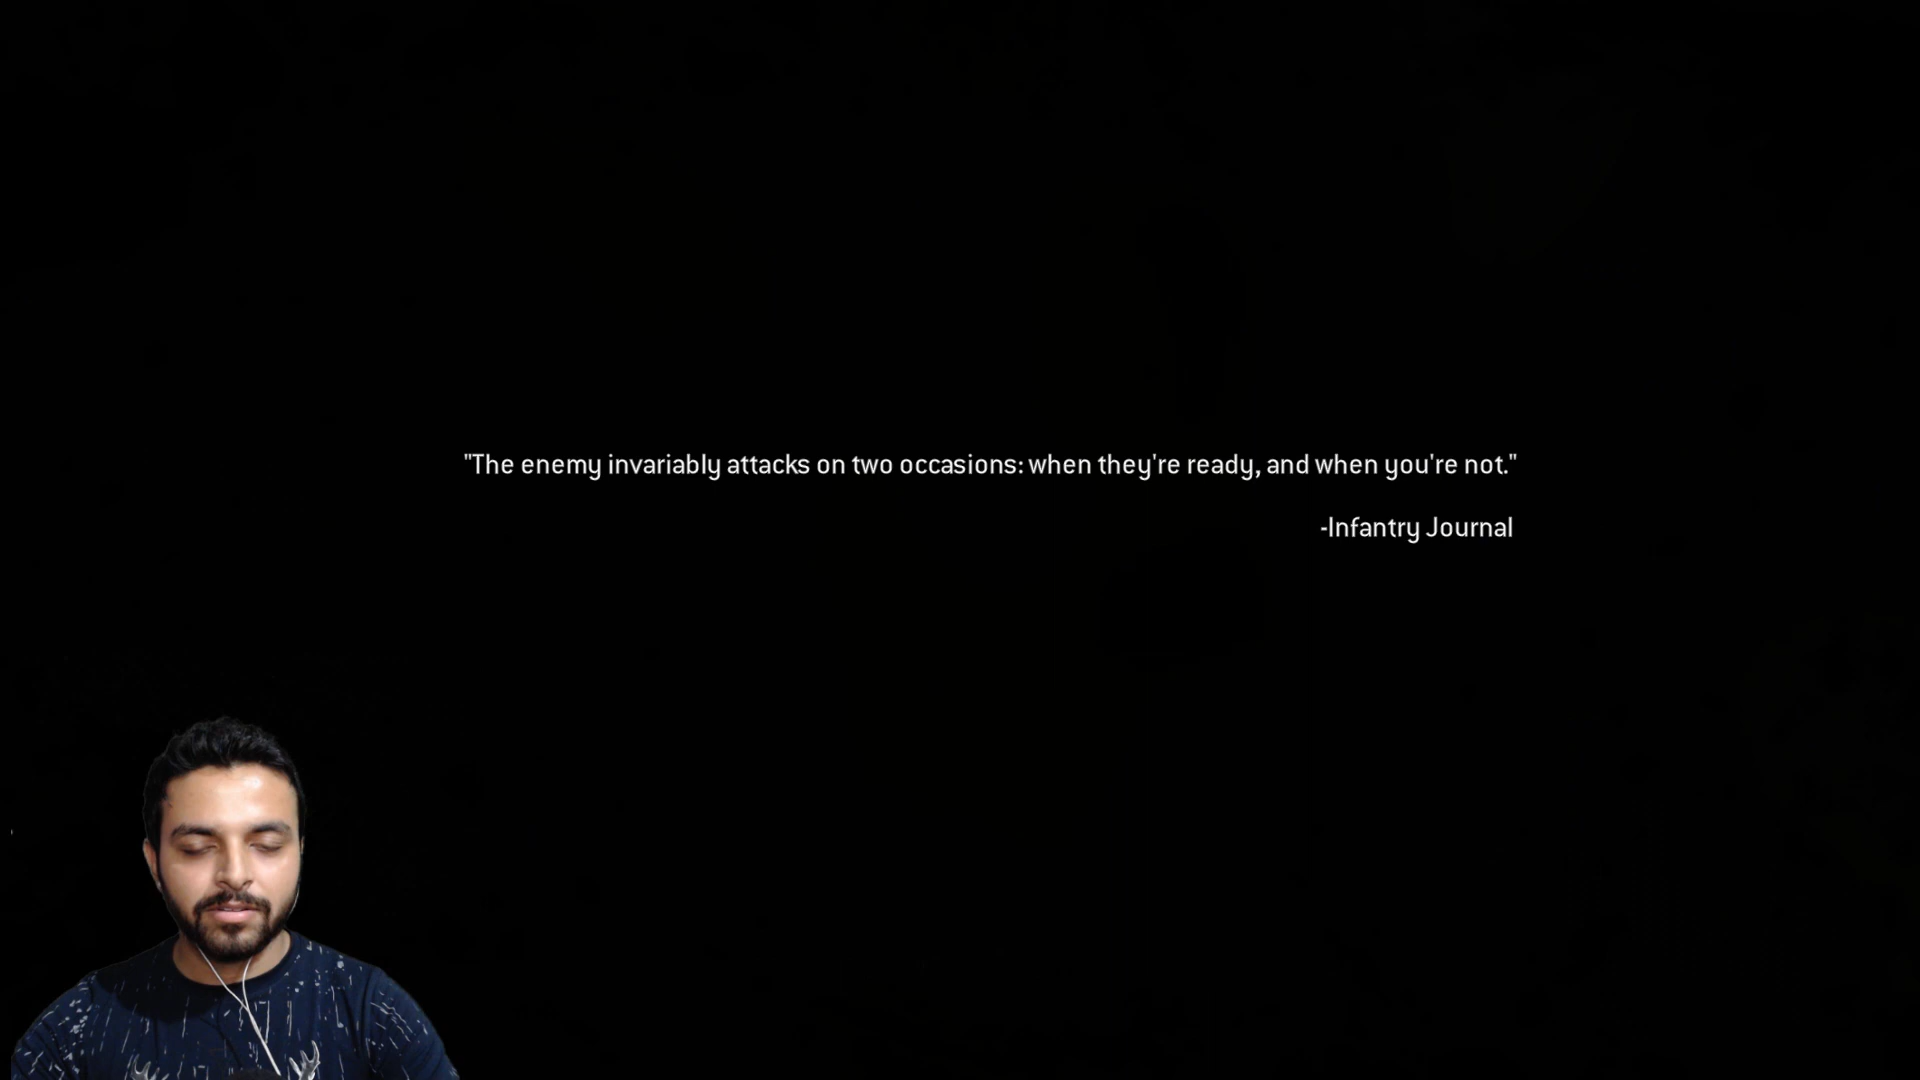 "The enemy invariably attacks on two occasions: when they're ready, and when you're not."
-Infantry Journal